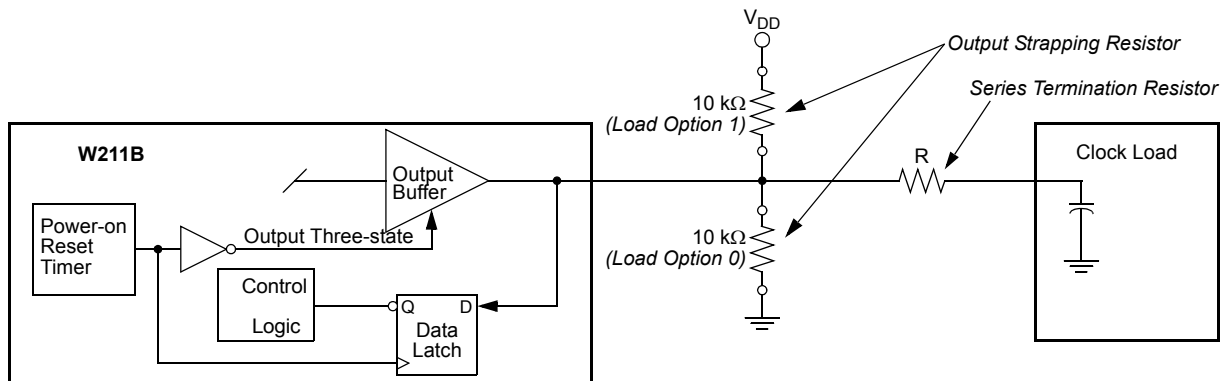 V_DD
Output Strapping Resistor
Series Termination Resistor
10 kΩ
(Load Option 1)
W211B
Output
Buffer
R
Clock Load
Power-on
Reset
Timer
Output Three-state
10 kΩ
(Load Option 0)
Control
Logic
Q
D
Data
Latch